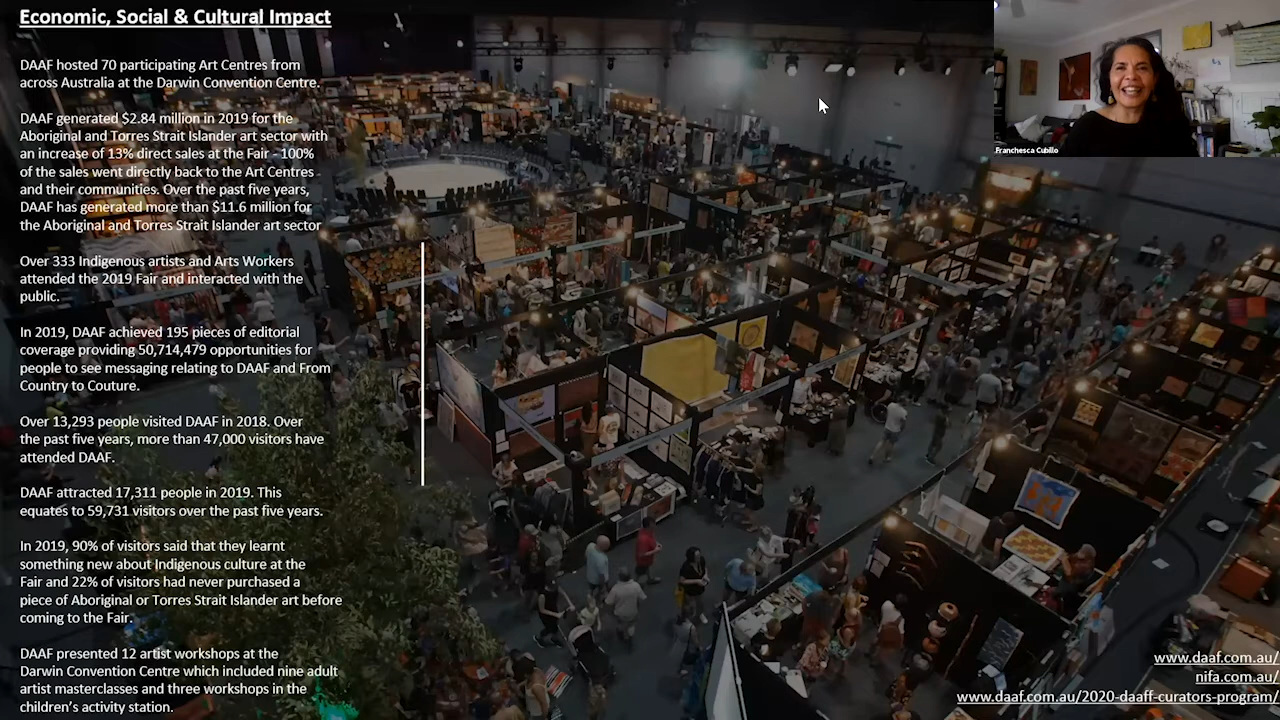 Economic, Social & Cultural Impact
DAAF hosted 70 participating Art Centres from
across Australia at the Darwin Convention Centre.
DAAF generated $2.84 million in 2019 for the
Aboriginal and Torres Strait Islander art sector with
an increase of 13% direct sales at the Fair - 100%
of the sales went directly back to the Art Centres
and their communities. Over the past five years,
DAAF has generated more than $11.6 million for
the Aboriginal and Torres Strait Islander art sector
Over 333 Indigenous artists and Arts Workers
attended the 2019 Fair and interacted with the
public.
In 2019, DAAF achieved 195 pieces of editorial
coverage providing 50,714,479 opportunities for
people to see messaging relating to DAAF and From
Country to Couture.
Over 13,293 people visited DAAF in 2018. Over
the past five years, more than 47,000 visitors have
attended DAAF.
DAAF attracted 17,311 people in 2019. This
equates to 59,731 visitors over the past five years.
In 2019, 90% of visitors said that they learnt
something new about Indigenous culture at the
Fair and 22% of visitors had never purchased a
piece of Aboriginal or Torres Strait Islander art before
coming to the Fair.
DAAF presented 12 artist workshops at the
Darwin Convention Centre which included nine adult
artist masterclasses and three workshops in the
children's activity station.
Franchesca Cubillo
www.daaf.com.au/
nifa.com.au/
www.daaf.com.au/2020-daaff-curators-program/